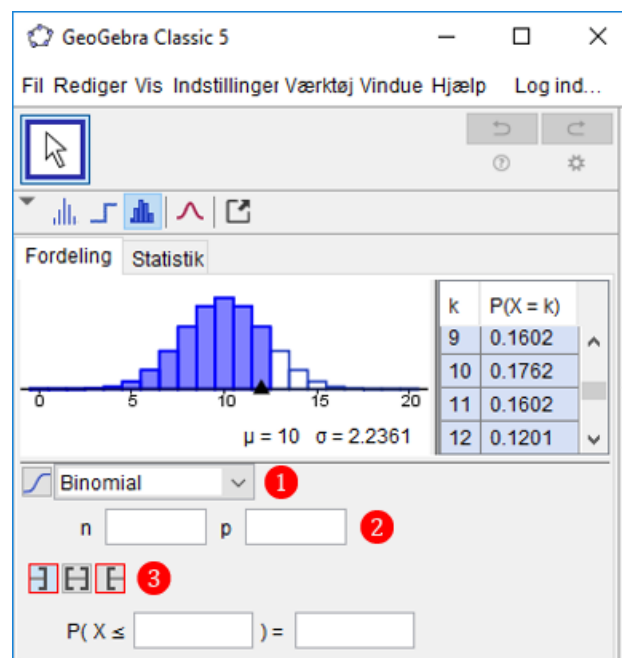 GeoGebra Classic 5
Fil Rediger Vis Indstillinger Værktøj Vindue Hjælp Log ind...
Fordeling Statistik
k P(X = k)
9 0.1602
10 0.1762
11 0.1602
12 0.1201
0 5 10 15 20
μ = 10 σ = 2.2361
Binomial 1
n p 2
3
P( X ≤ ) =